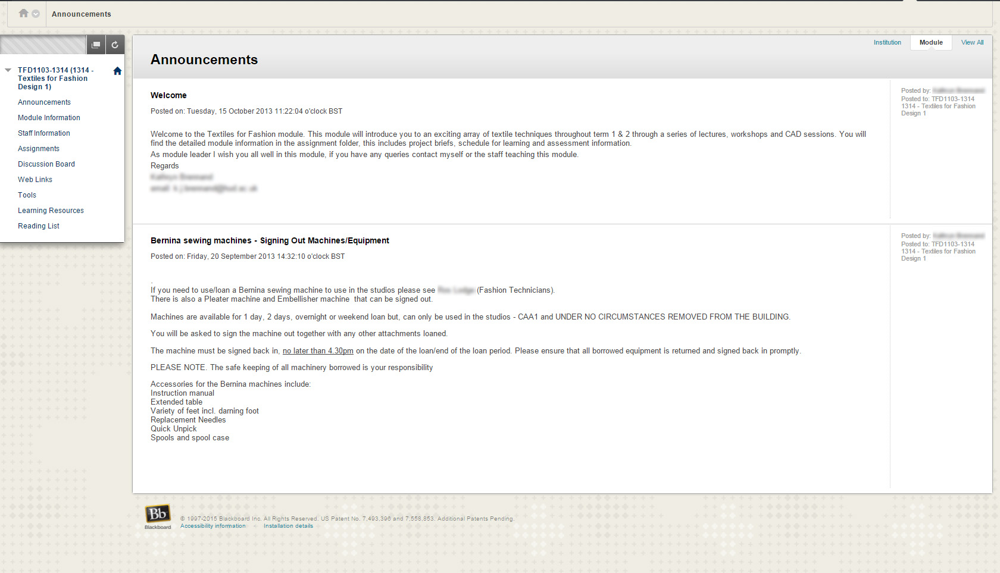 Announcements
Institution
Module
View All
Announcements
TFD1103-1314 (1314 -
Textiles for Fashion
Design 1)
Announcements
Module Information
Staff Information
Assignments
Discussion Board
Web Links
Tools
Learning Resources
Reading List
Welcome
Posted on: Tuesday, 15 October 2013 11:22:04 o'clock BST
Welcome to the Textiles for Fashion module. This module will introduce you to an exciting array of textile techniques throughout term 1 & 2 through a series of lectures, workshops and CAD sessions. You will
find the detailed module information in the assignment folder, this includes project briefs, schedule for learning and assessment information.
As module leader I wish you all well in this module, if you have any queries contact myself or the staff teaching this module.
Regards
Posted by:
Posted to: TFD1103-1314
1314 - Textiles for Fashion
Design 1
Bernina sewing machines - Signing Out Machines/Equipment
Posted on: Friday, 20 September 2013 14:32:10 o'clock BST
.
If you need to use/loan a Bernina sewing machine to use in the studios please see (Fashion Technicians).
There is also a Pleater machine and Embellisher machine  that can be signed out.
Machines are available for 1 day, 2 days, overnight or weekend loan but, can only be used in the studios - CAA1 and UNDER NO CIRCUMSTANCES REMOVED FROM THE BUILDING.
You will be asked to sign the machine out together with any other attachments loaned.
The machine must be signed back in, no later than 4.30pm on the date of the loan/end of the loan period. Please ensure that all borrowed equipment is returned and signed back in promptly.
PLEASE NOTE. The safe keeping of all machinery borrowed is your responsibility
Accessories for the Bernina machines include:
Instruction manual
Extended table
Variety of feet incl. darning foot
Replacement Needles
Quick Unpick
Spools and spool case
Posted by:
Posted to: TFD1103-1314
1314 - Textiles for Fashion
Design 1
Bb
Blackboard
© 1997-2015 Blackboard Inc. All Rights Reserved. US Patent No. 7,493,396 and 7,558,853. Additional Patents Pending.
Accessibility information - Installation details